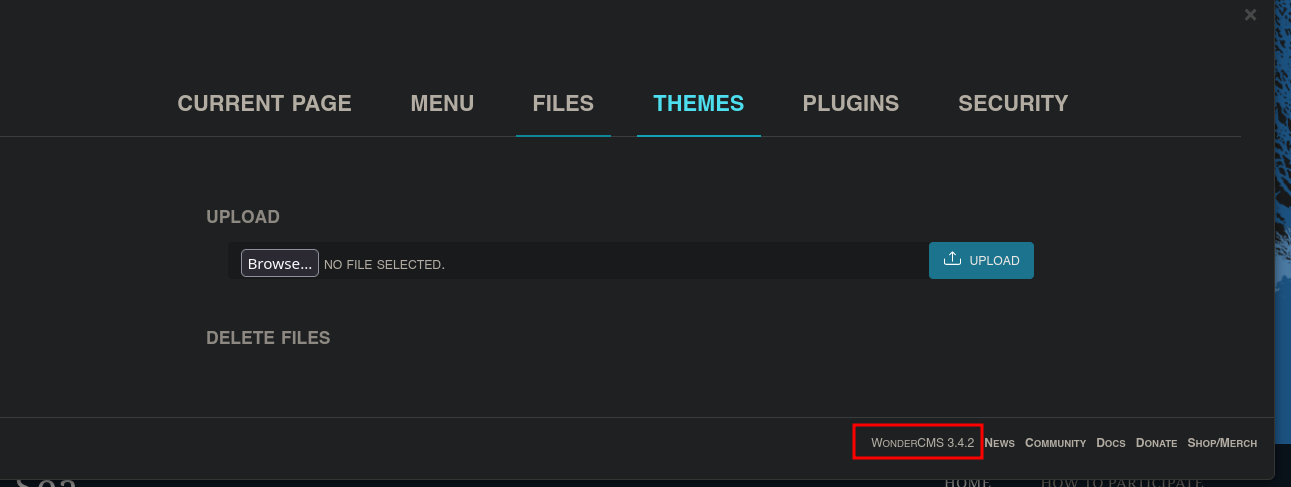 ×
CURRENT PAGE MENU FILES THEMES PLUGINS SECURITY
UPLOAD
Browse... NO FILE SELECTED. UPLOAD
DELETE FILES
WONDERCMS 3.4.2 NEWS COMMUNITY DOCS DONATE SHOP/MERCH
Sea HOME HOW TO PARTICIPATE